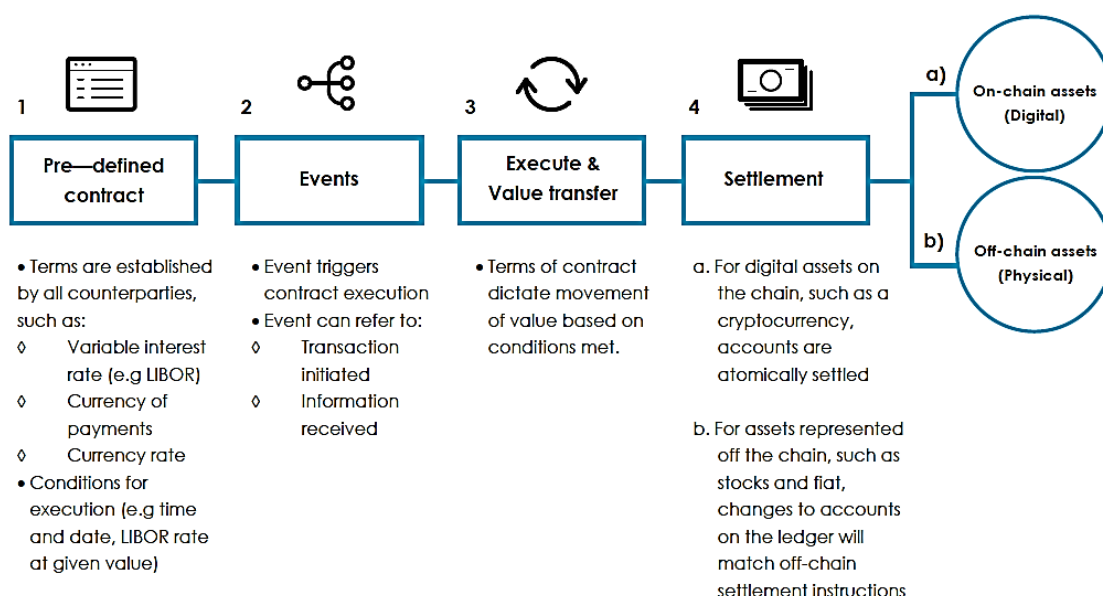 1
Pre—defined
contract
• Terms are established
by all counterparties,
such as:
◊ Variable interest
rate (e.g LIBOR)
◊ Currency of
payments
◊ Currency rate
• Conditions for
execution (e.g time
and date, LIBOR rate
at given value)
2
Events
• Event triggers
contract execution
• Event can refer to:
◊ Transaction
initiated
◊ Information
received
3
Execute &
Value transfer
• Terms of contract
dictate movement
of value based on
conditions met.
4
Settlement
a. For digital assets on
the chain, such as a
cryptocurrency,
accounts are
atomically settled
b. For assets represented
off the chain, such as
stocks and fiat,
changes to accounts
on the ledger will
match off-chain
settlement instructions
a)
On-chain assets
(Digital)
b)
Off-chain assets
(Physical)